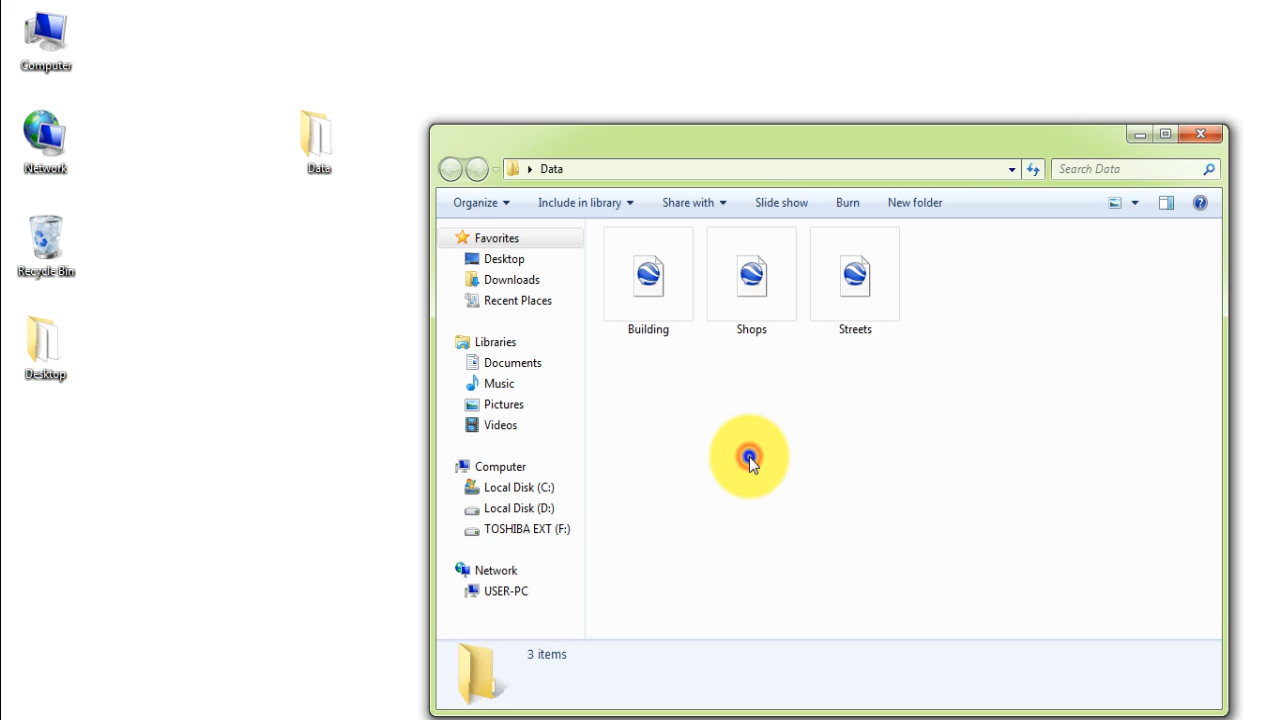 Computer
Network
Recycle Bin
Desktop
Data
Data
Search Data
Organize Include in library Share with Slide show Burn New folder
Favorites
Desktop
Downloads
Recent Places
Libraries
Documents
Music
Pictures
Videos
Computer
Local Disk (C:)
Local Disk (D:)
TOSHIBA EXT (F:)
Network
USER-PC
Building Shops Streets
3 items